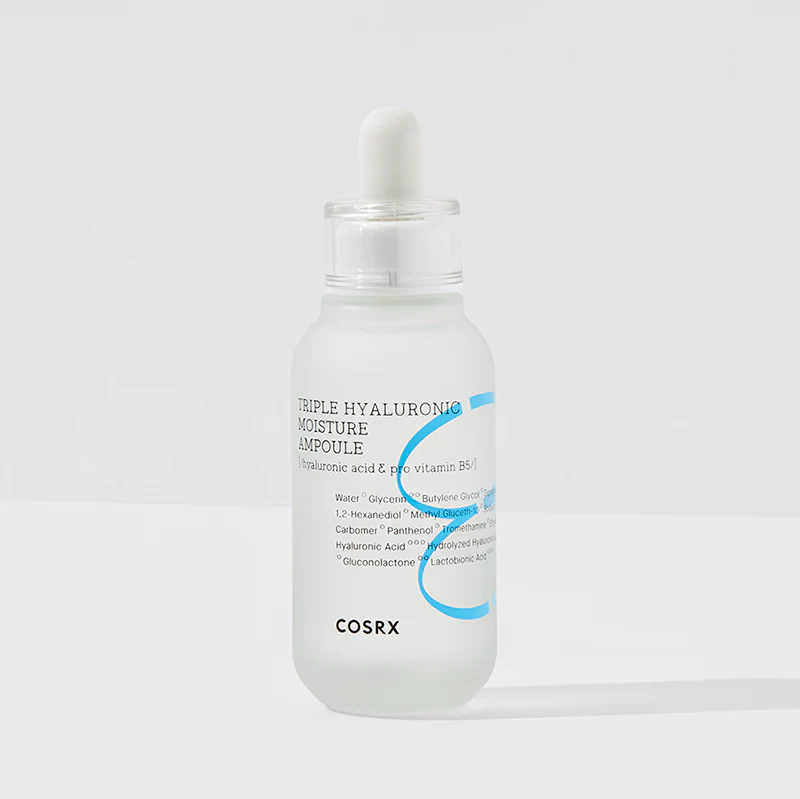 TRIPLE HYALURONIC
MOISTURE
AMPOULE
[/hyaluronic acid & pro vitamin B5/]
Water ° Glycerin °° Butylene Glycol °
1,2-Hexanediol ° Methyl Gluceth-10 °
Carbomer ° Panthenol ° Tromethamine °
Hyaluronic Acid °°° Hydrolyzed Hyaluronic
° Gluconolactone °° Lactobionic Acid °°°
COSRX